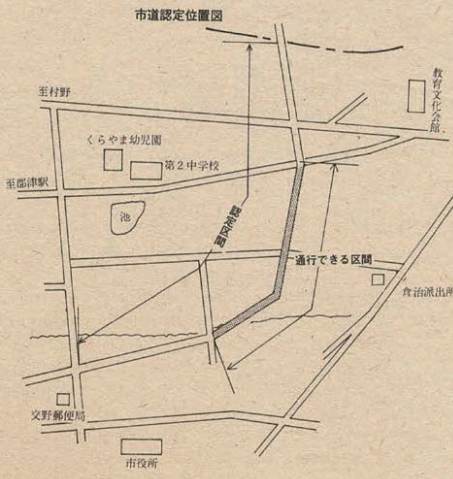 市道認定位置図
至村野
教育文化会館
くらやま幼児園
第2中学校
至郡津駅
池
認定区間
通行できる区間
倉治派出所
交野郵便局
市役所